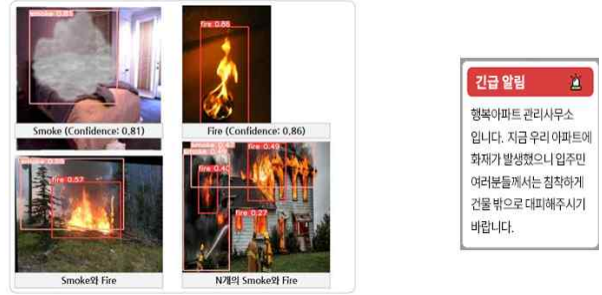 smoke 0.81
fire 0.86
Smoke (Confidence: 0,81)
Fire (Confidence: 0,86)
fire 0.57
fire 0.49
fire 0.27
Smoke와 Fire
N개의 Smoke와 Fire
긴급 알림
행복아파트 관리사무소
입니다. 지금 우리 아파트에
화재가 발생했으니 입주민
여러분들께서는 침착하게
건물 밖으로 대피해주시기
바랍니다.